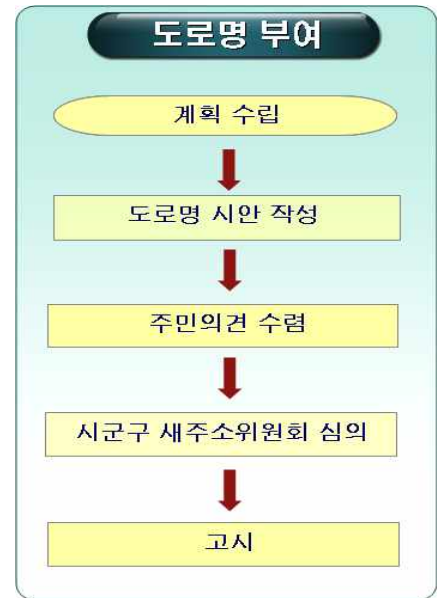 도로명 부여
계획 수립
도로명 시안 작성
주민의견 수렴
시군구 새주소위원회 심의
고시